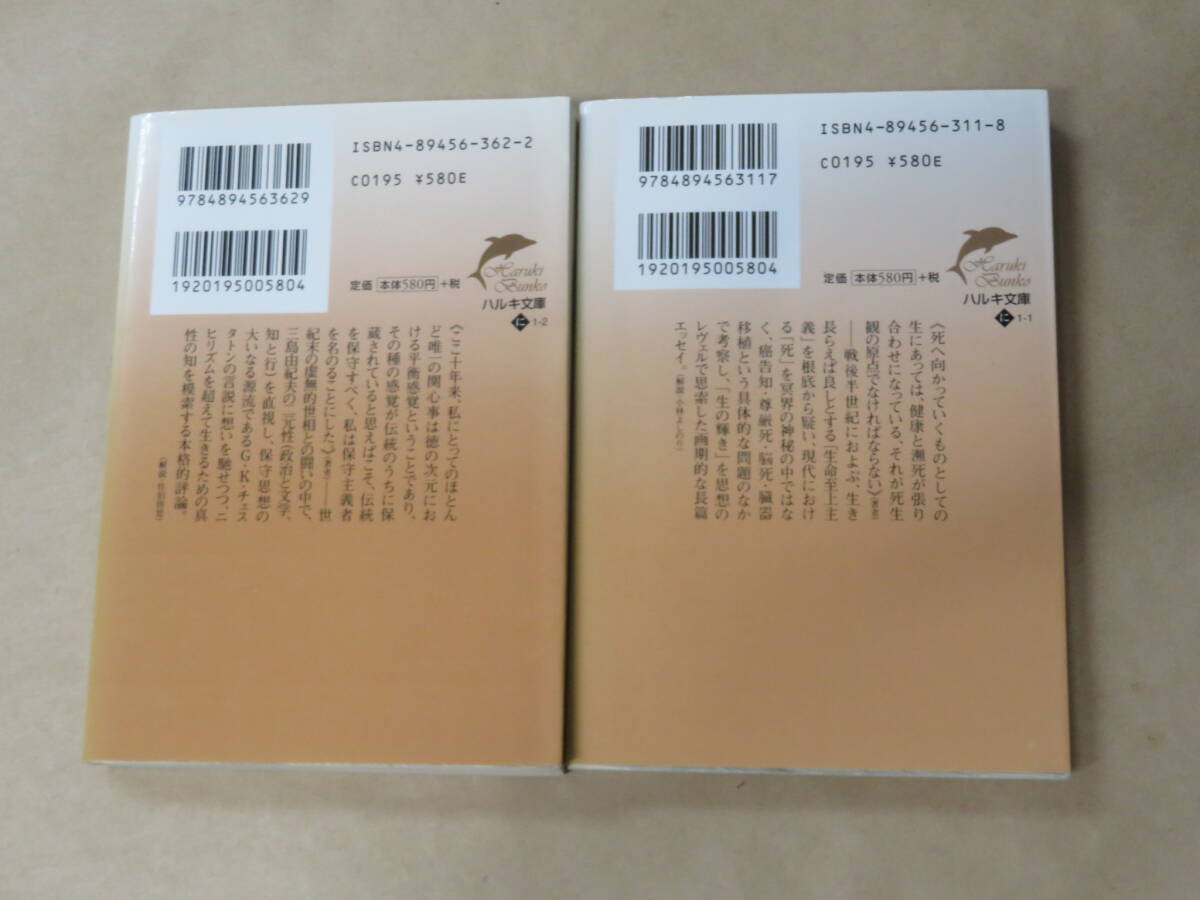 9784894563629
1920195005804
ISBN4-89456-362-2
C0195 ¥580E
Haruki
Bunko
定価 本体580円 +税
ハルキ文庫
に 1-2
《ここ十年来、私にとってのほとん
ど唯一の関心事は徳の次元にお
ける平衡感覚ということであり、
その種の感覚が伝統のうちに保
蔵されていると思えばこそ、伝統
を保守すべく、私は保守主義者
を名のることにした》(著者)――世
紀末の虚無的世相との闘いの中で、
三島由紀夫の二元性(政治と文学、
知と行)を直視し、保守思想の
大いなる源流であるG・K・チェス
タトンの言説に想いを馳せつつ、ニ
ヒリズムを超えて生きるための真
性の知を模索する本格的評論。
(解説・佐伯啓思)
9784894563117
1920195005804
ISBN4-89456-311-8
C0195 ¥580E
Haruki
Bunko
定価 本体580円 +税
ハルキ文庫
に 1-1
《死へ向かっていくものとしての
生にあっては、健康と瀕死が張り
合わせになっている、それが死生
観の原点でなければならない》(著者)
――戦後半世紀におよぶ、生き
長らえば良しとする「生命至上主
義」を根底から疑い、現代におけ
る「死」を冥界の神秘の中ではな
く、癌告知・尊厳死・脳死・臓器
移植という具体的な問題のなか
で考察し、「生の輝き」を思想の
レヴェルで思索した画期的な長篇
エッセイ。(解説・小林よしのり)